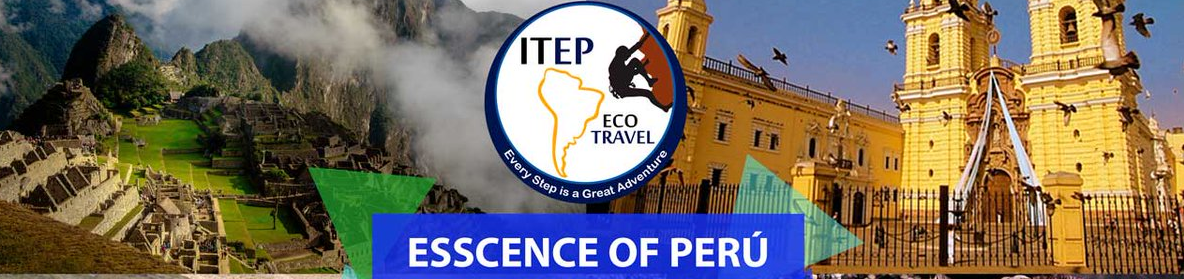 ITEP
ECO
TRAVEL
Every Step is a Great Adventure
ESSCENCE OF PERÚ